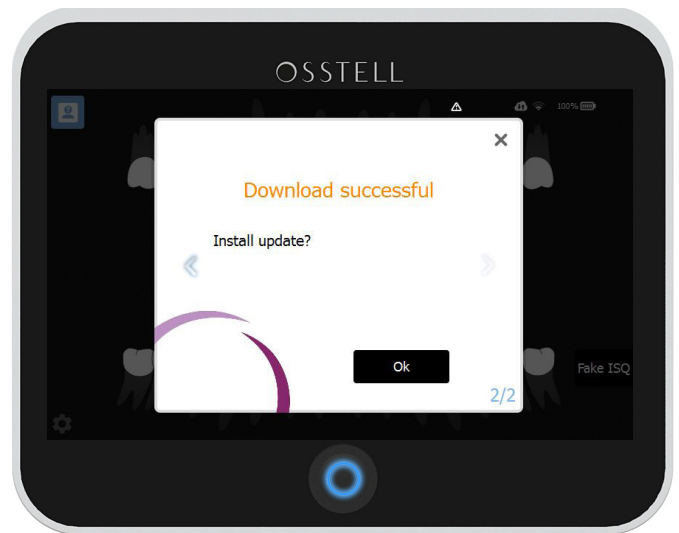 OSSTELL
100%
Download successful
Install update?
Ok
Fake ISQ
2/2